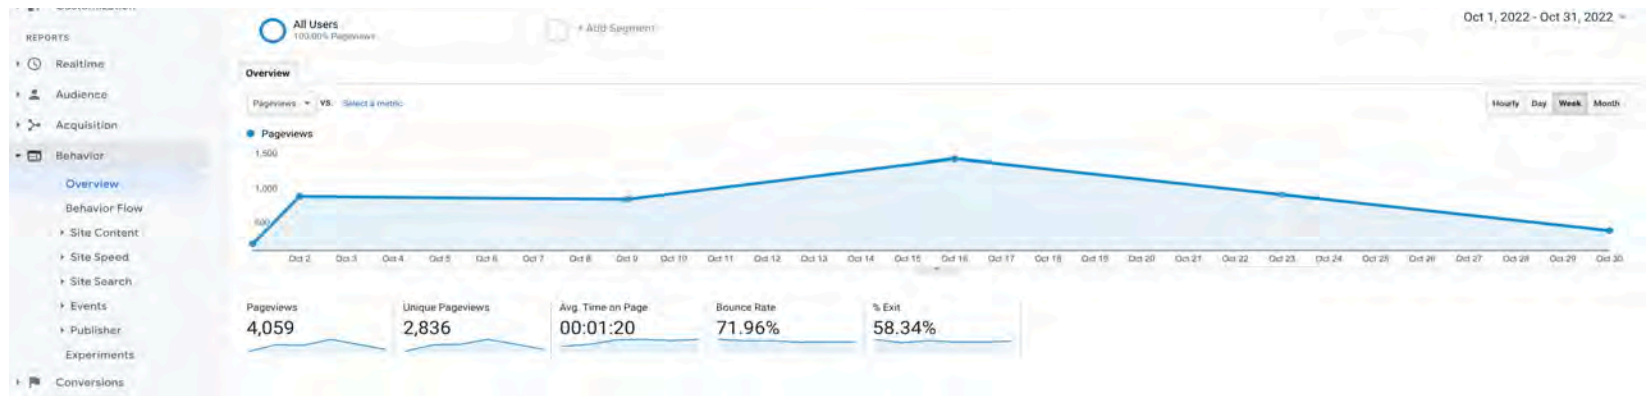 REPORTS
Realtime
Audience
Acquisition
Behavior
Overview
Behavior Flow
Site Content
Site Speed
Site Search
Events
Publisher
Experiments
Conversions
All Users
100.00% Pageviews
+ Add Segment
Oct 1, 2022 - Oct 31, 2022
Overview
Pageviews VS. Select a metric
Hourly Day Week Month
Pageviews
1,500
1,000
500
Oct 2 Oct 3 Oct 4 Oct 5 Oct 6 Oct 7 Oct 8 Oct 9 Oct 10 Oct 11 Oct 12 Oct 13 Oct 14 Oct 15 Oct 16 Oct 17 Oct 18 Oct 19 Oct 20 Oct 21 Oct 22 Oct 23 Oct 24 Oct 25 Oct 26 Oct 27 Oct 28 Oct 29 Oct 30
Pageviews
4,059
Unique Pageviews
2,836
Avg. Time on Page
00:01:20
Bounce Rate
71.96%
% Exit
58.34%